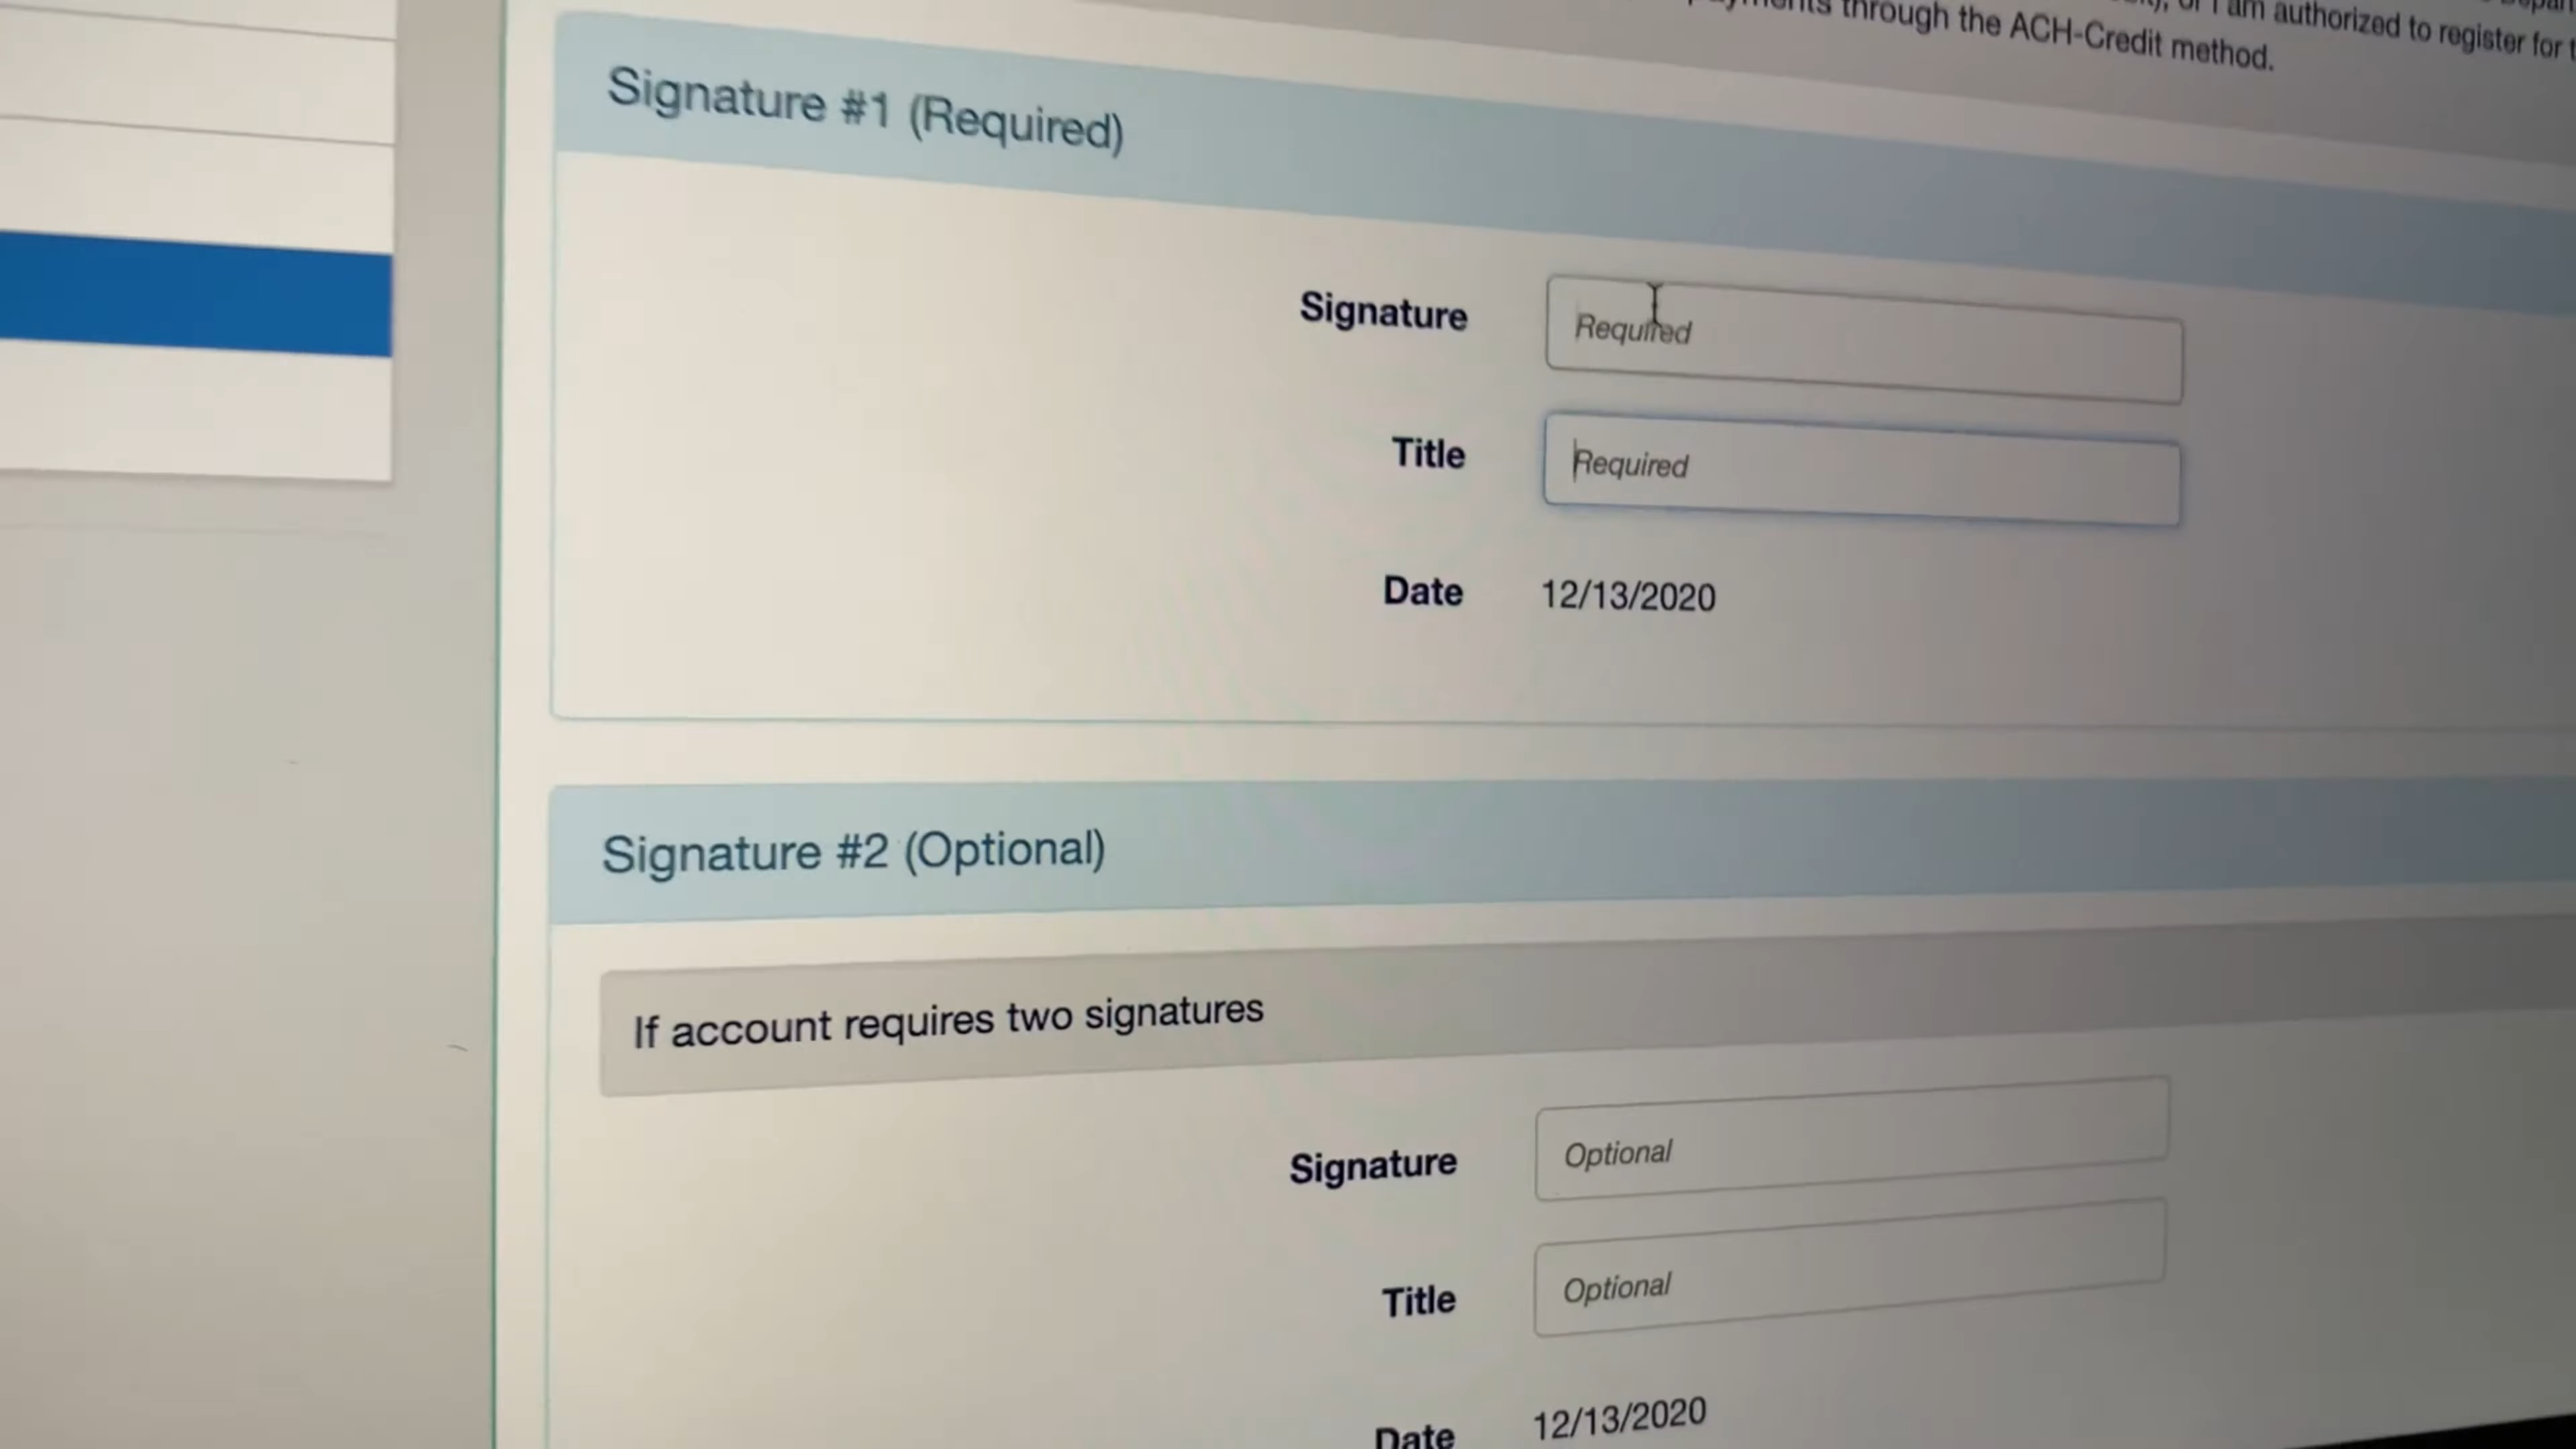 or I am authorized to register for
through the ACH-Credit method.
Signature #1 (Required)
Signature Required
Title Required
Date 12/13/2020
Signature #2 (Optional)
If account requires two signatures
Signature Optional
Title Optional
Date 12/13/2020